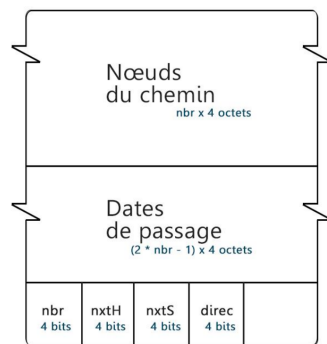 Nœuds
du chemin
nbr x 4 octets
Dates
de passage
(2 * nbr - 1) x 4 octets
nbr nxtH nxtS direc
4 bits 4 bits 4 bits 4 bits